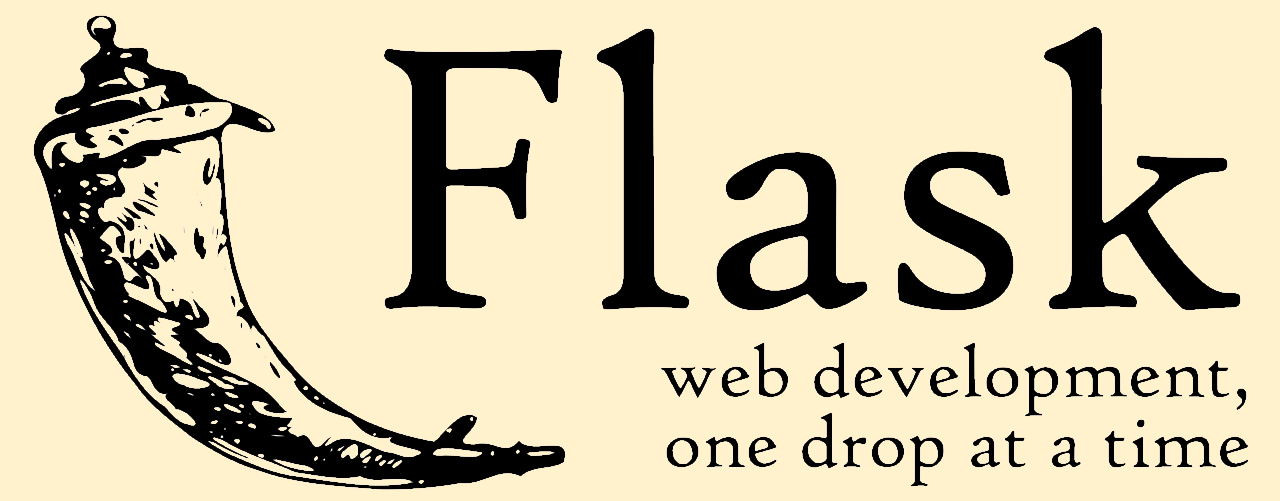 Flask
web development,
one drop at a time